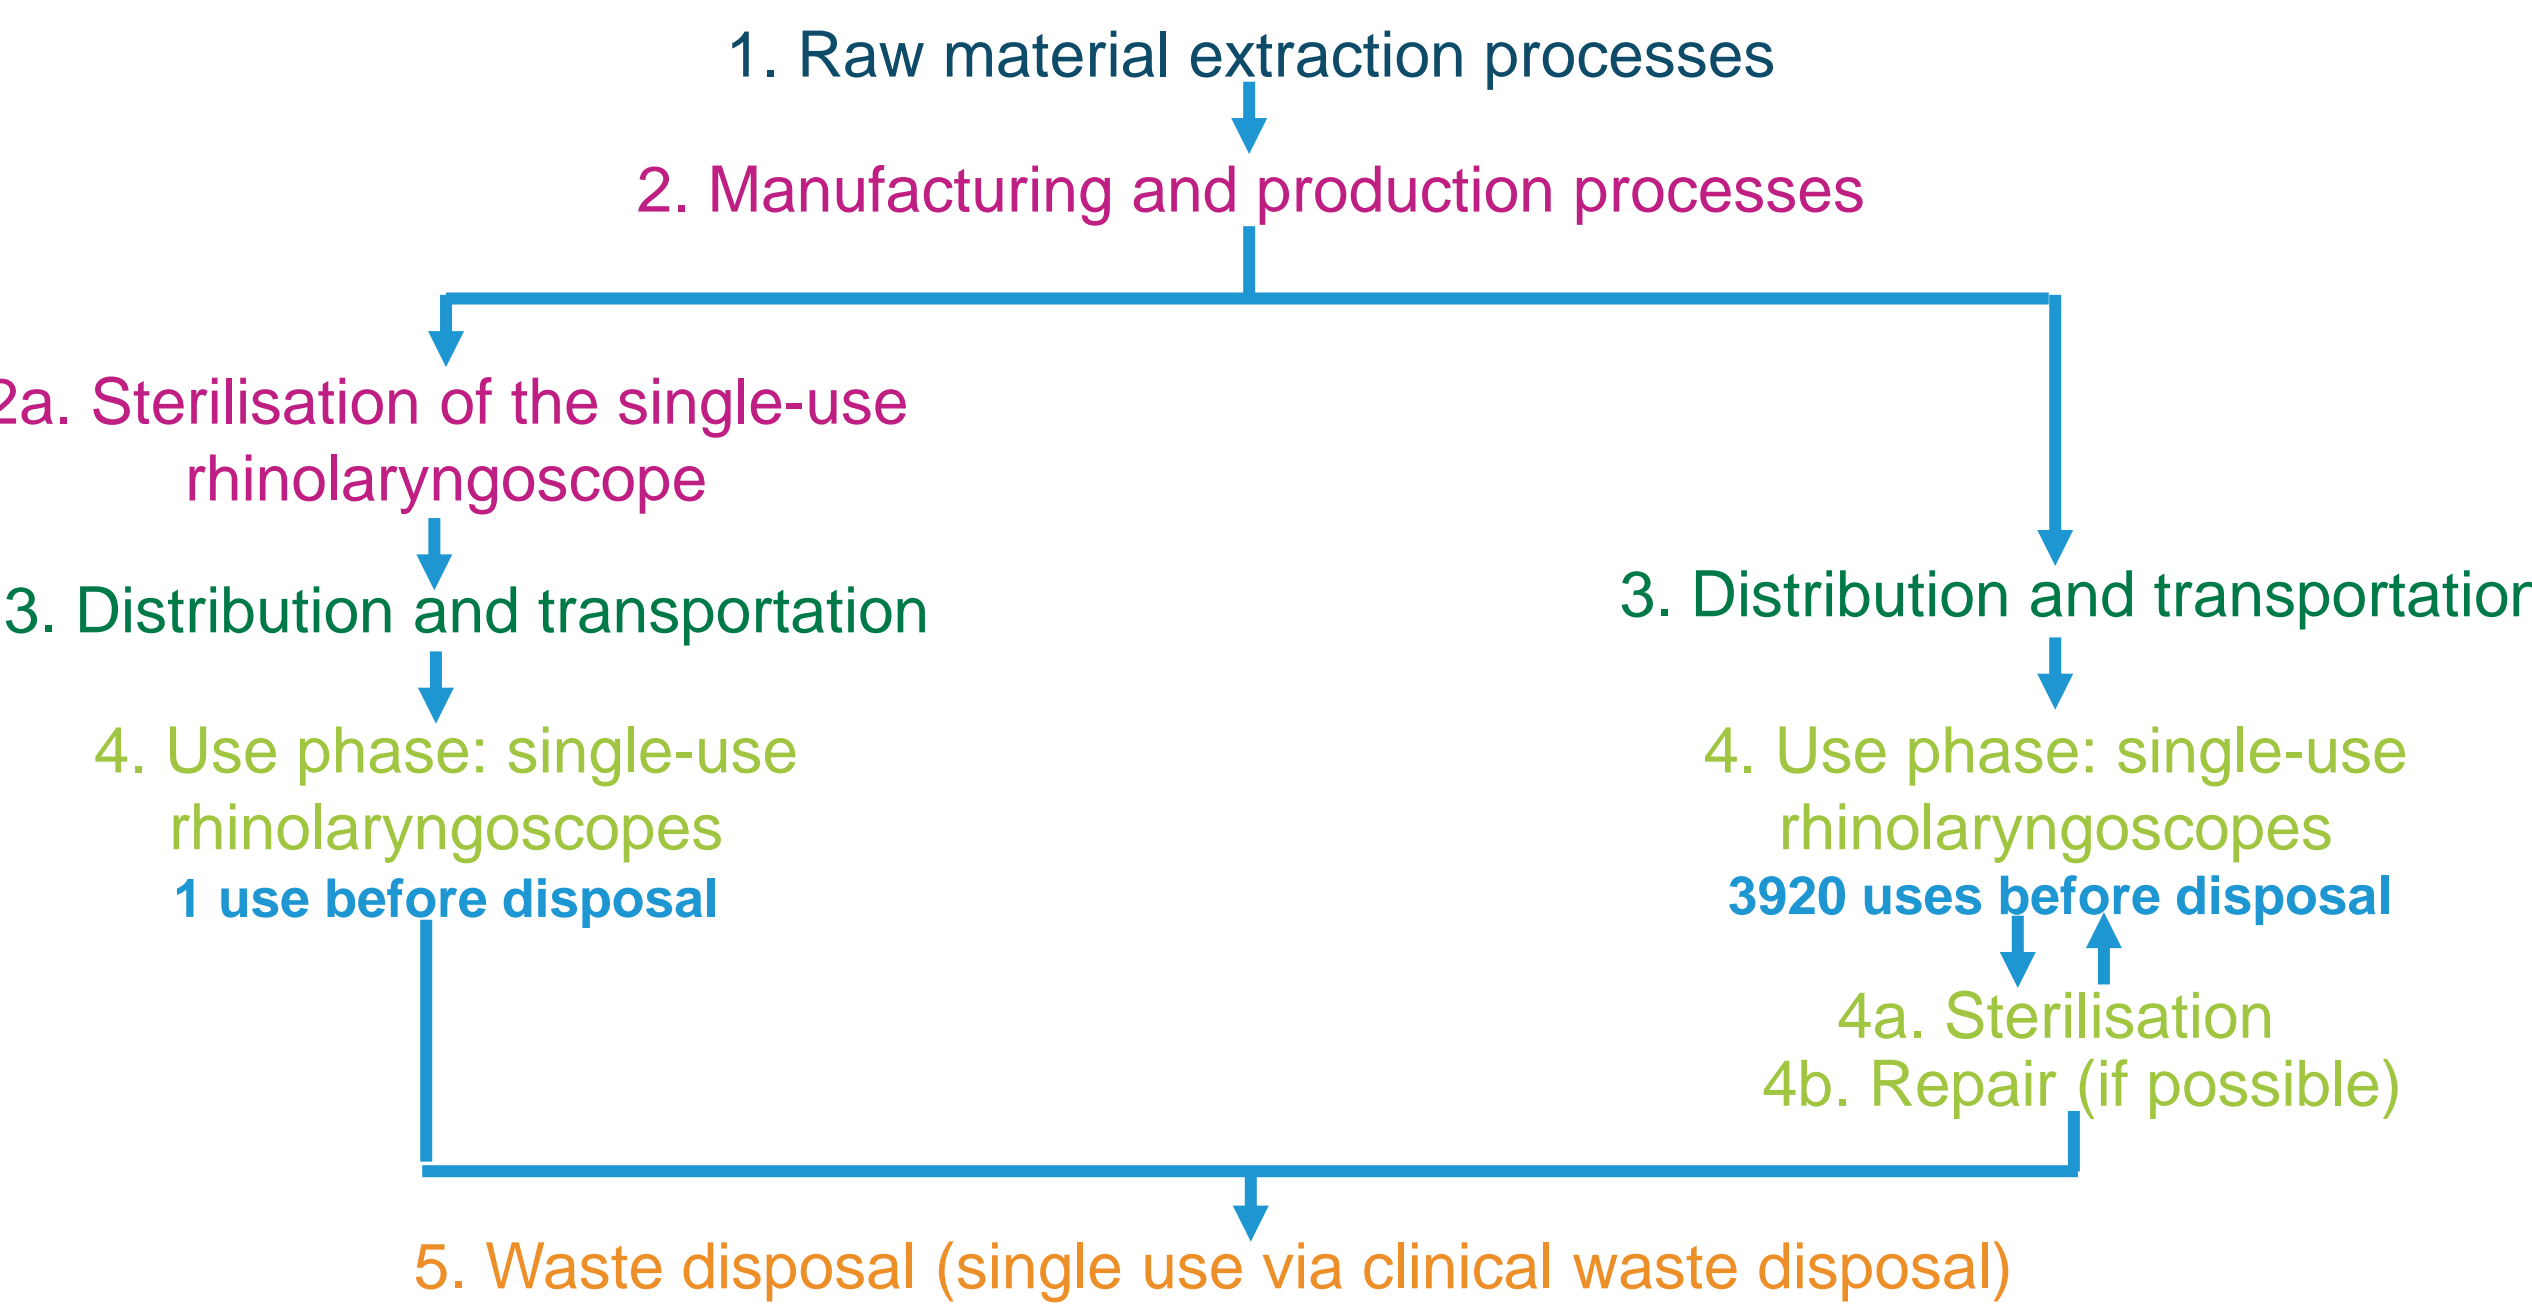 1. Raw material extraction processes
2. Manufacturing and production processes
2a. Sterilisation of the single-use
rhinolaryngoscope
3. Distribution and transportation
4. Use phase: single-use
rhinolaryngoscopes
1 use before disposal
3. Distribution and transportation
4. Use phase: single-use
rhinolaryngoscopes
3920 uses before disposal
4a. Sterilisation
4b. Repair (if possible)
5. Waste disposal (single use via clinical waste disposal)